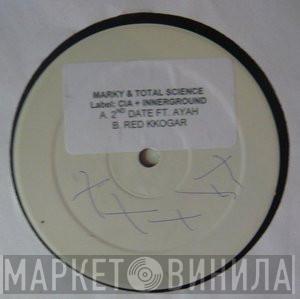 MARKY & TOTAL SCIENCE
Label: CIA + INNERGROUND
A. 2ND DATE FT. AYAH
B. RED KKOGAR
МАРКЕТ ВИНИЛА